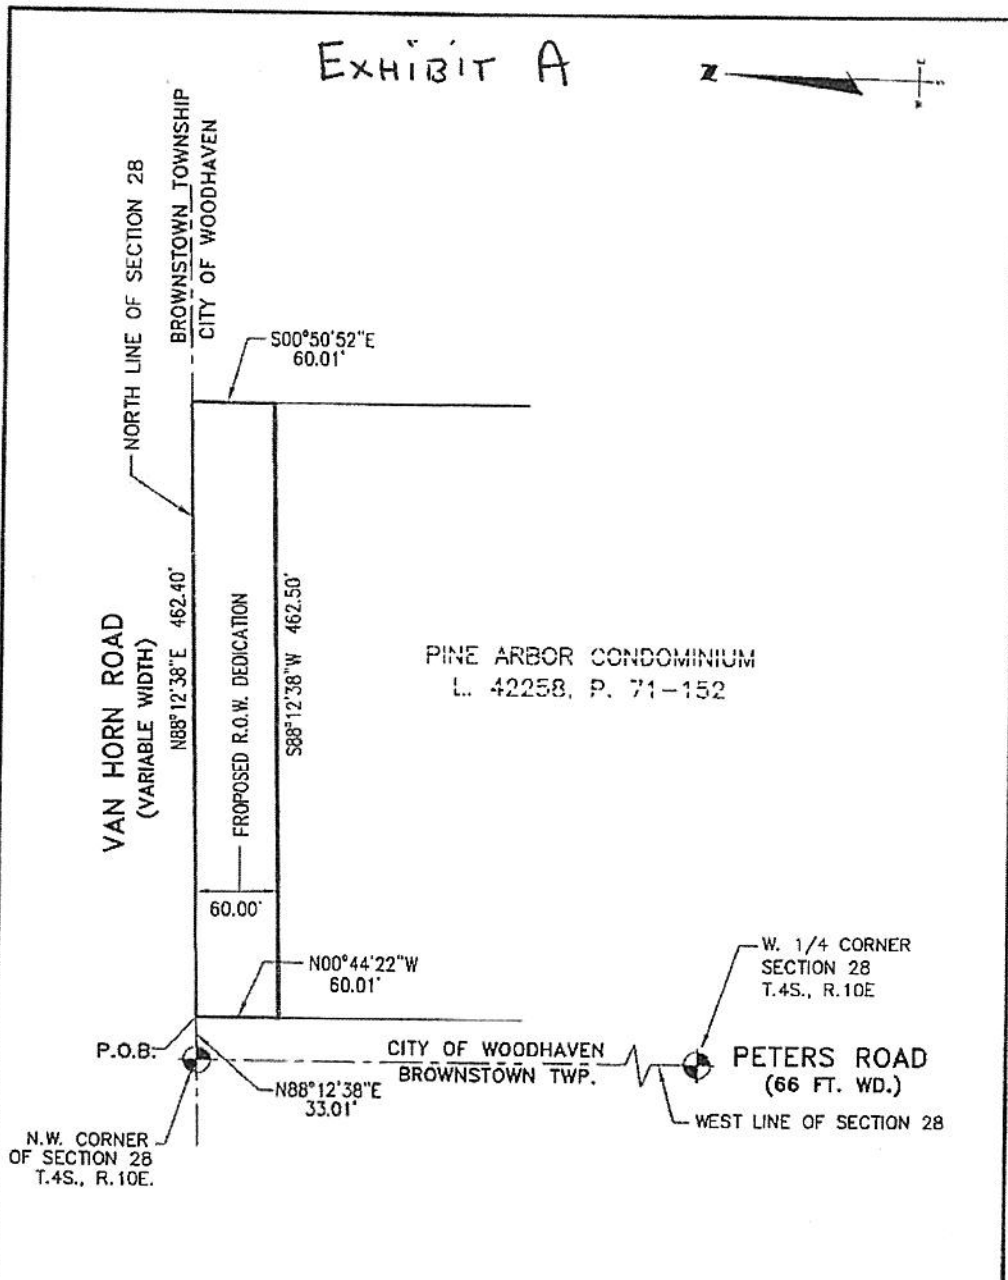 EXHIBIT A
N
BROWNSTOWN TOWNSHIP
CITY OF WOODHAVEN
NORTH LINE OF SECTION 28
S00°50'52"E
60.01'
VAN HORN ROAD
(VARIABLE WIDTH)
N88°12'38"E 462.40'
PROPOSED R.O.W. DEDICATION
S88°12'38"W 462.50'
PINE ARBOR CONDOMINIUM
L. 42258, P. 71-152
60.00'
N00°44'22"W
60.01'
W. 1/4 CORNER
SECTION 28
T.4S., R.10E
P.O.B.
CITY OF WOODHAVEN
BROWNSTOWN TWP.
PETERS ROAD
(66 FT. WD.)
N88°12'38"E
33.01'
WEST LINE OF SECTION 28
N.W. CORNER
OF SECTION 28
T.4S., R.10E.